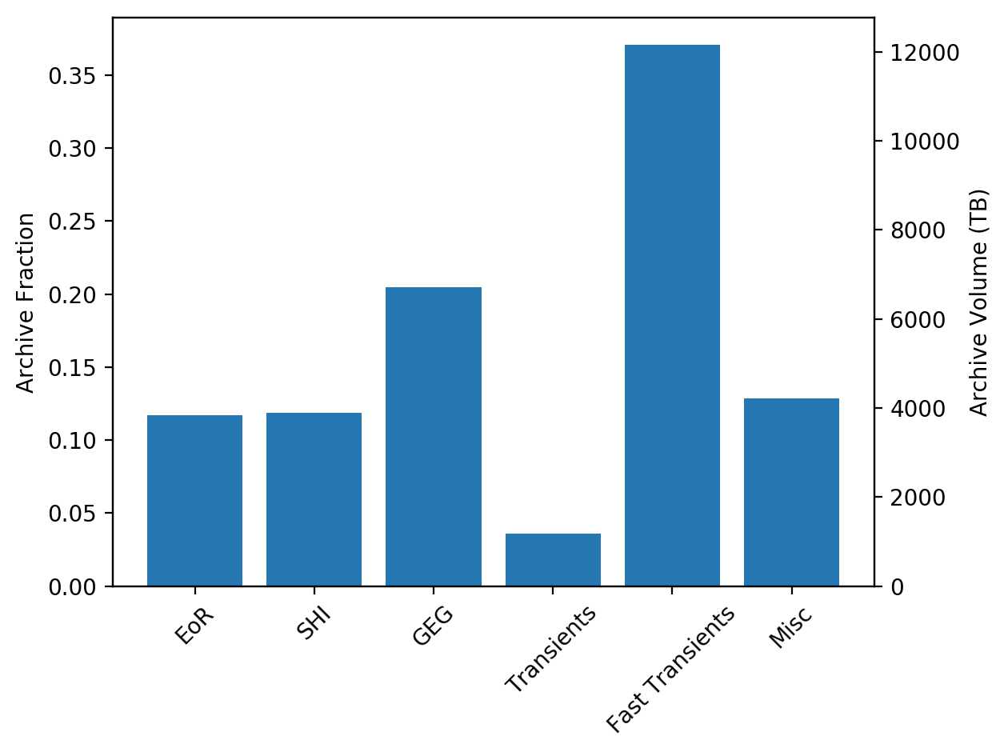 Archive Fraction
0.35
0.30
0.25
0.20
0.15
0.10
0.05
0.00
12000
10000
8000
6000
4000
2000
0
Archive Volume (TB)
EoR
SHI
GEG
Transients
Fast Transients
Misc